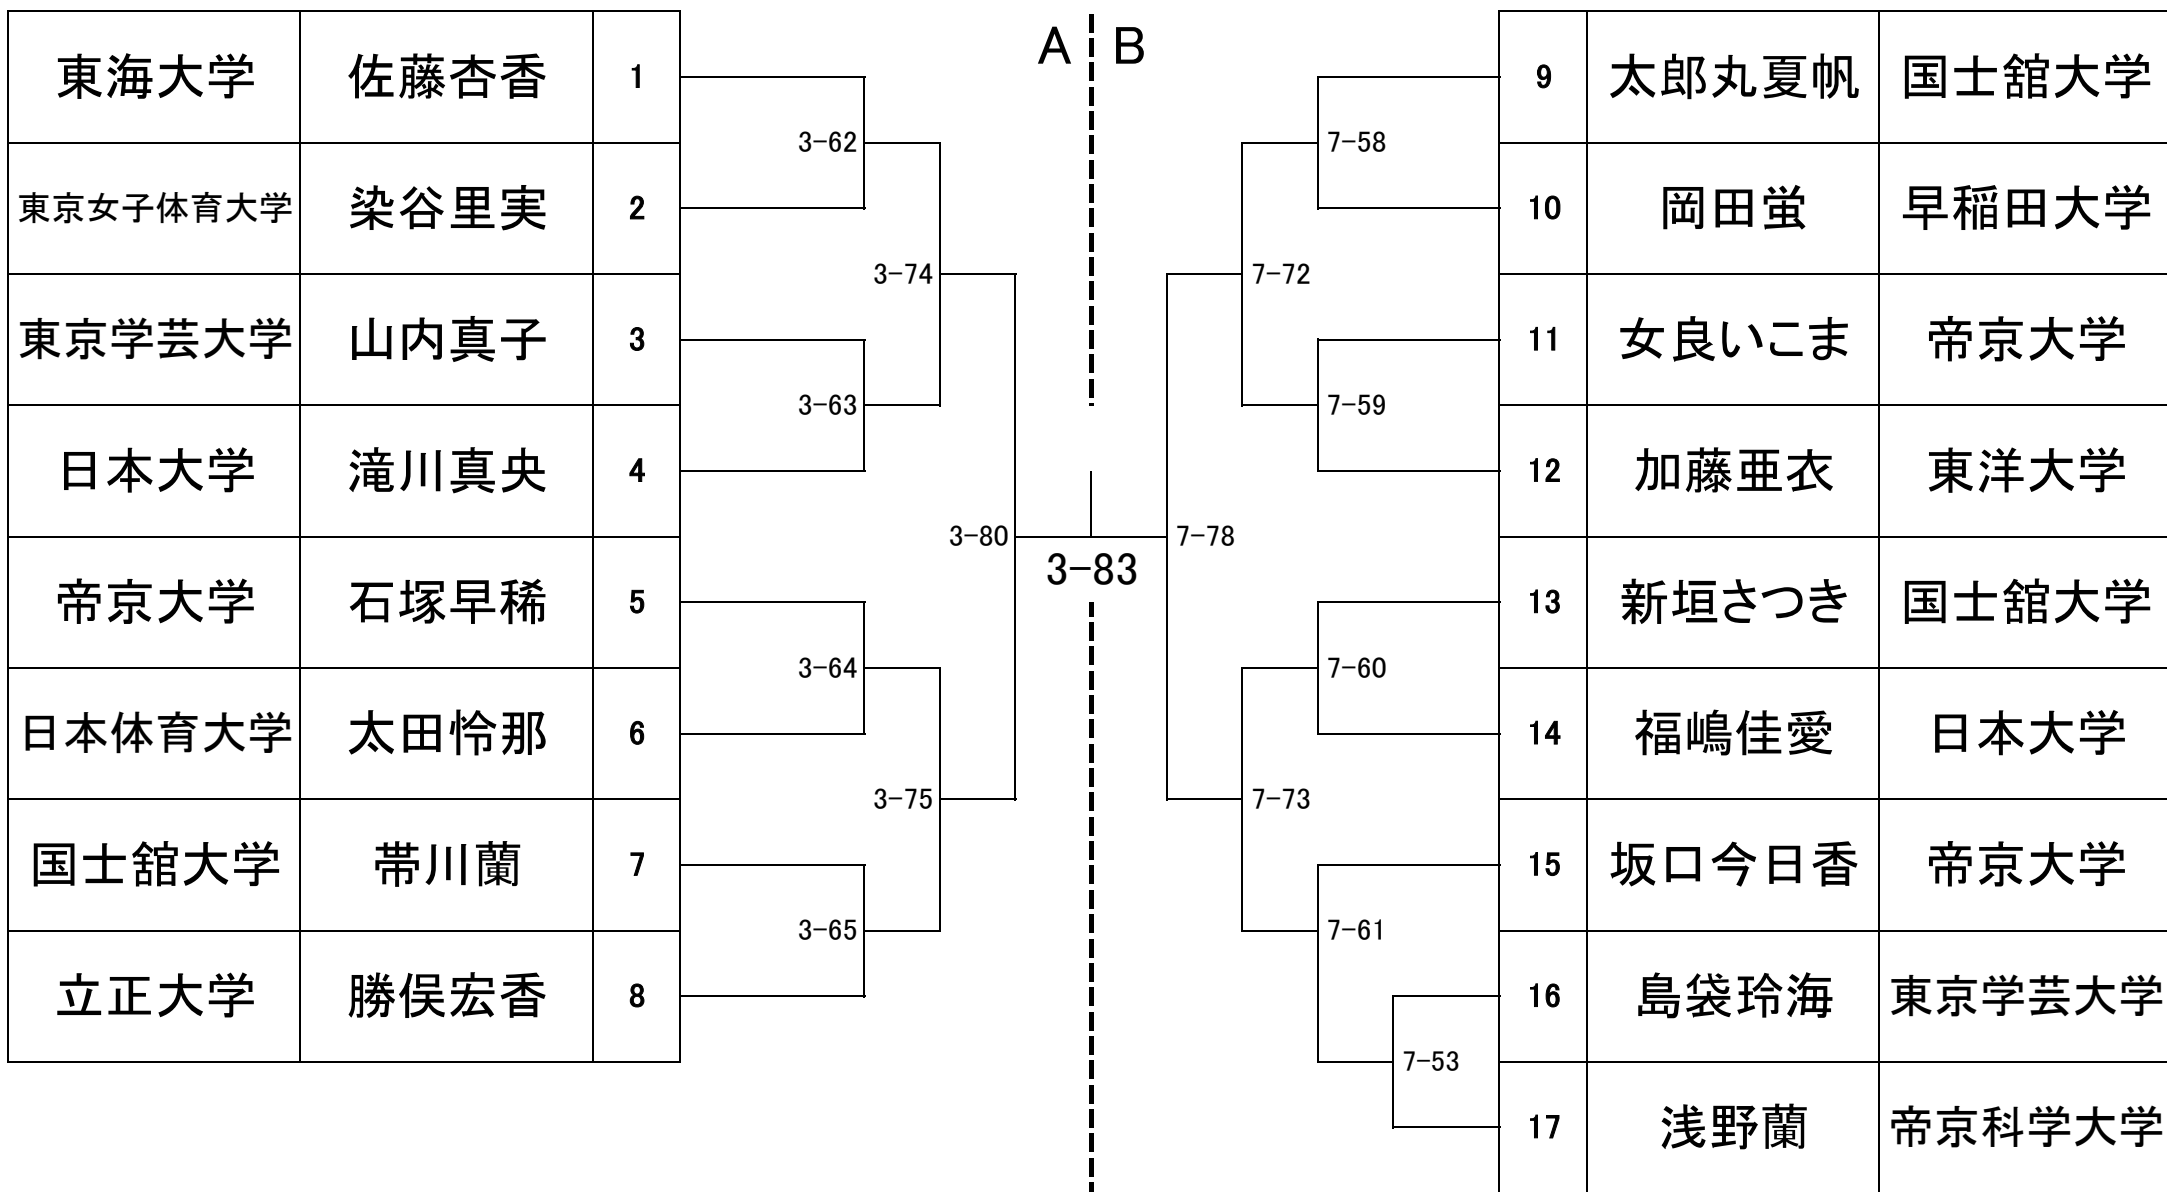 A B
東海大学 佐藤杏香 1
東京女子体育大学 染谷里実 2
東京学芸大学 山内真子 3
日本大学 滝川真央 4
帝京大学 石塚早稀 5
日本体育大学 太田怜那 6
国士舘大学 帯川蘭 7
立正大学 勝俣宏香 8
3-62
3-63
3-64
3-65
3-74
3-75
3-80
3-83
7-78
7-72
7-73
7-58
7-59
7-60
7-61
7-53
9 太郎丸夏帆 国士舘大学
10 岡田蛍 早稲田大学
11 女良いこま 帝京大学
12 加藤亜衣 東洋大学
13 新垣さつき 国士舘大学
14 福嶋佳愛 日本大学
15 坂口今日香 帝京大学
16 島袋玲海 東京学芸大学
17 浅野蘭 帝京科学大学